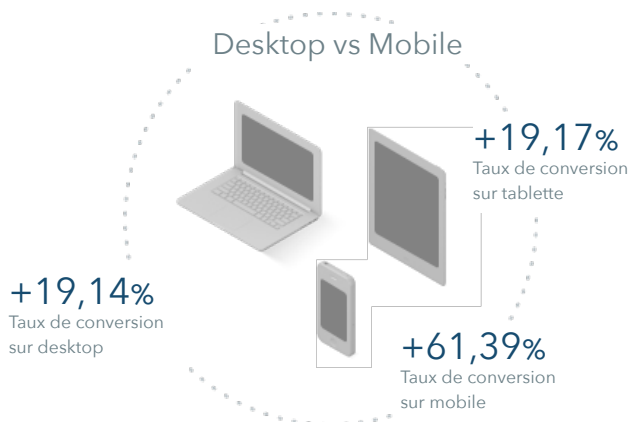 Desktop vs Mobile
+19,17%
Taux de conversion
sur tablette
+19,14%
Taux de conversion
sur desktop
+61,39%
Taux de conversion
sur mobile